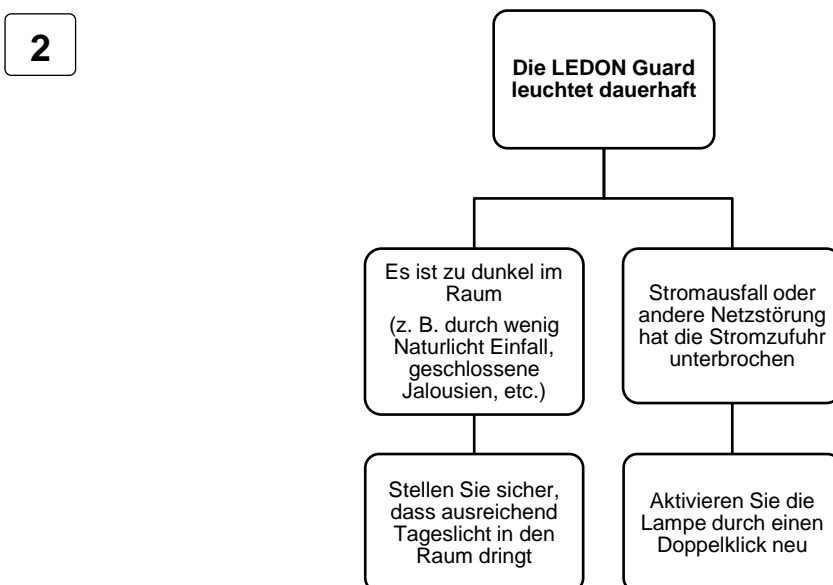 2
Die LEDON Guard
leuchtet dauerhaft
Es ist zu dunkel im
Raum
(z. B. durch wenig
Naturlicht Einfall,
geschlossene
Jalousien, etc.)
Stromausfall oder
andere Netzstörung
hat die Stromzufuhr
unterbrochen
Stellen Sie sicher,
dass ausreichend
Tageslicht in den
Raum dringt
Aktivieren Sie die
Lampe durch einen
Doppelklick neu